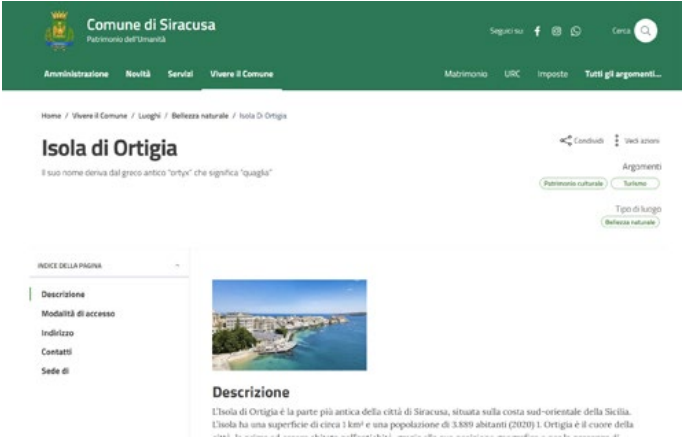 Comune di Siracusa
Patrimonio dell'Umanità
Seguici su
Cerca
Amministrazione Novità Servizi Vivere il Comune
Matrimonio URC Imposte Tutti gli argomenti...
Home / Vivere il Comune / Luoghi / Bellezza naturale / Isola Di Ortigia
Isola di Ortigia
Il suo nome deriva dal greco antico "ortyx" che significa "quaglia"
Condividi Vedi azioni
Argomenti
Patrimonio culturale Turismo
Tipo di luogo
Bellezza naturale
INDICE DELLA PAGINA
Descrizione
Modalità di accesso
Indirizzo
Contatti
Sede di
Descrizione
L'Isola di Ortigia è la parte più antica della città di Siracusa, situata sulla costa sud-orientale della Sicilia.
L'isola ha una superficie di circa 1 km² e una popolazione di 3.889 abitanti (2020) 1. Ortigia è il cuore della